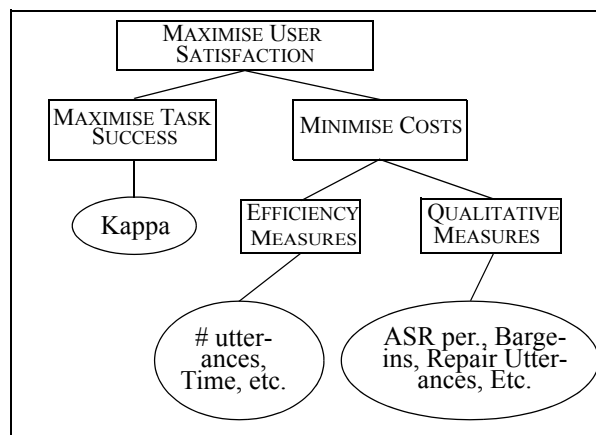 MAXIMISE USER
SATISFACTION
MAXIMISE TASK
SUCCESS
MINIMISE COSTS
Kappa
EFFICIENCY
MEASURES
QUALITATIVE
MEASURES
# utter-
ances,
Time, etc.
ASR per., Barge-
ins, Repair Utter-
ances, Etc.